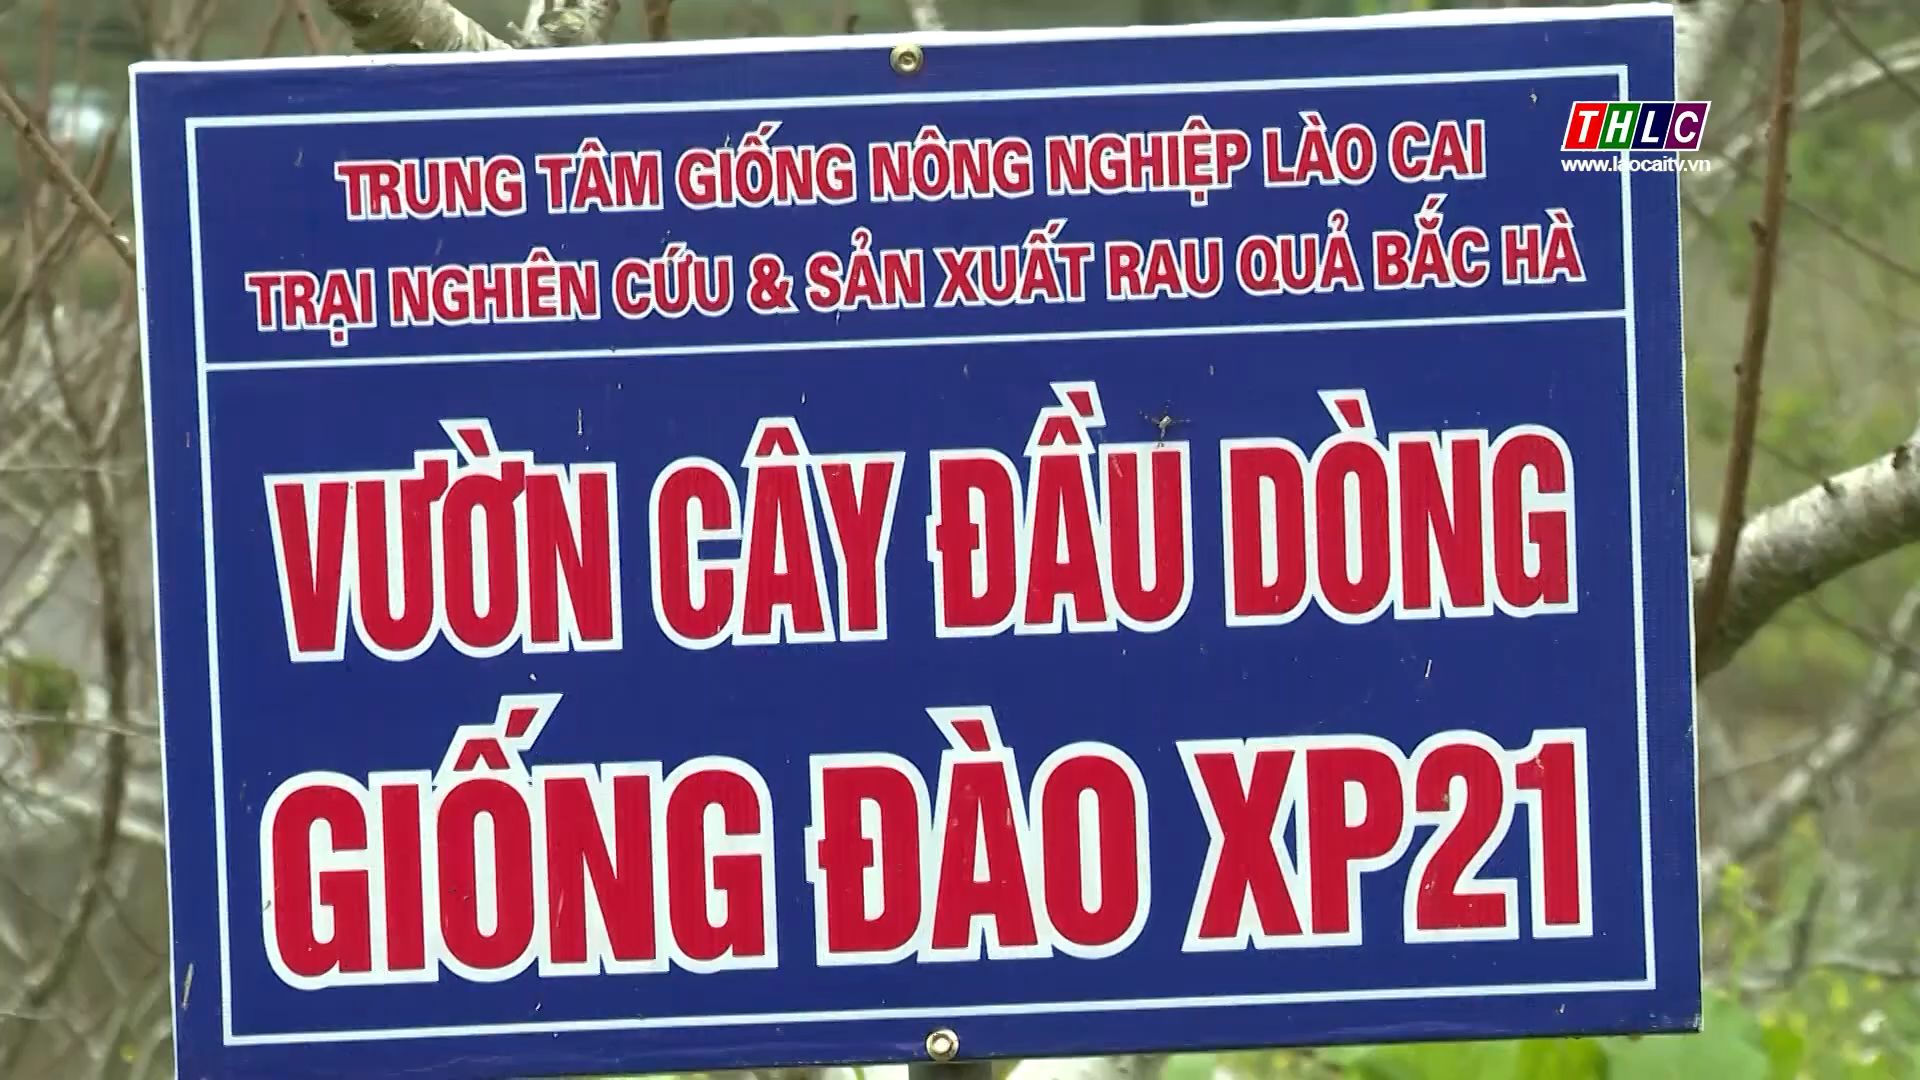 THLC
www.laocaitv.vn
TRUNG TÂM GIỐNG NÔNG NGHIỆP LÀO CAI
TRẠI NGHIÊN CỨU & SẢN XUẤT RAU QUẢ BẮC HÀ
VƯỜN CÂY ĐẦU DÒNG
GIỐNG ĐÀO XP21